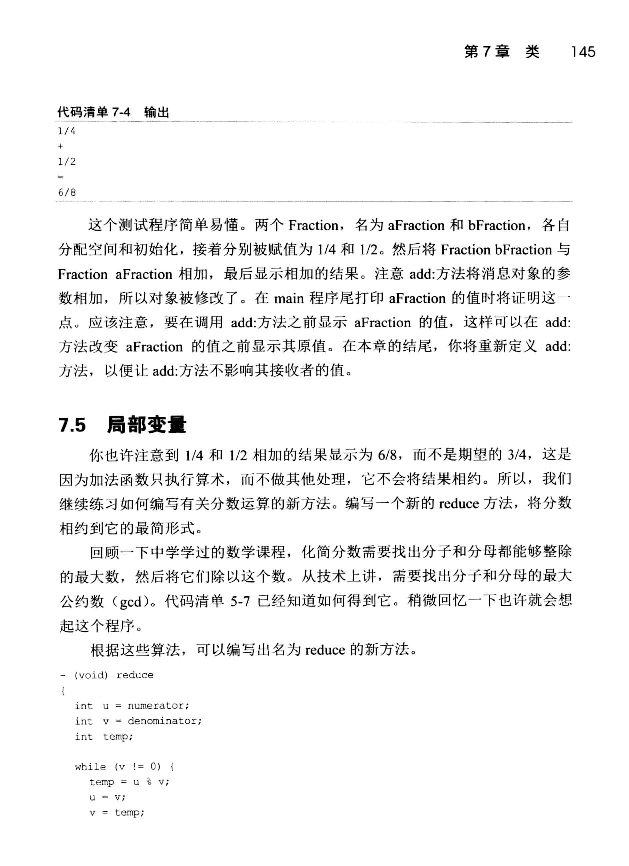 第 7 章 类 145
代码清单 7-4 输出
1/4
+
1/2
=
6/8
这个测试程序简单易懂。两个 Fraction，名为 aFraction 和 bFraction，各自
分配空间和初始化，接着分别被赋值为 1/4 和 1/2。然后将 Fraction bFraction 与
Fraction aFraction 相加，最后显示相加的结果。注意 add:方法将消息对象的参
数相加，所以对象被修改了。在 main 程序尾打印 aFraction 的值时将证明这一
点。应该注意，要在调用 add:方法之前显示 aFraction 的值，这样可以在 add:
方法改变 aFraction 的值之前显示其原值。在本章的结尾，你将重新定义 add:
方法，以便让 add:方法不影响其接收者的值。
7.5 局部变量
你也许注意到 1/4 和 1/2 相加的结果显示为 6/8，而不是期望的 3/4，这是
因为加法函数只执行算术，而不做其他处理，它不会将结果相约。所以，我们
继续练习如何编写有关分数运算的新方法。编写一个新的 reduce 方法，将分数
相约到它的最简形式。
回顾一下中学学过的数学课程，化简分数需要找出分子和分母都能够整除
的最大数，然后将它们除以这个数。从技术上讲，需要找出分子和分母的最大
公约数（gcd）。代码清单 5-7 已经知道如何得到它。稍微回忆一下也许就会想
起这个程序。
根据这些算法，可以编写出名为 reduce 的新方法。
- (void) reduce
{
int u = numerator;
int v = denominator;
int temp;
while (v != 0) {
temp = u % v;
u = v;
v = temp;